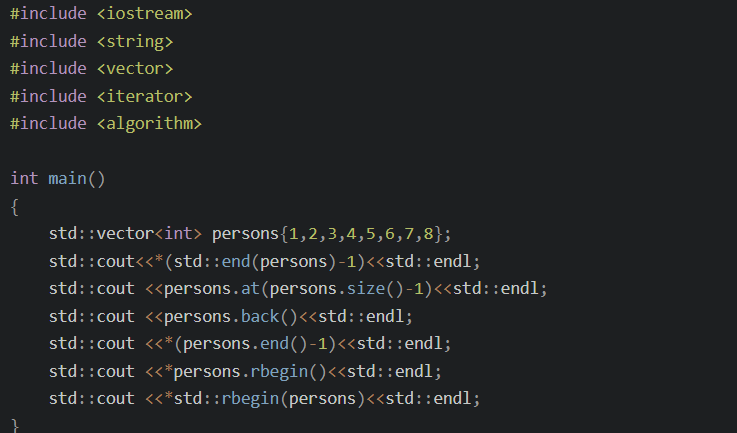 #include <iostream>
#include <string>
#include <vector>
#include <iterator>
#include <algorithm>

int main()
{
    std::vector<int> persons{1,2,3,4,5,6,7,8};
    std::cout<<*(std::end(persons)-1)<<std::endl;
    std::cout <<persons.at(persons.size()-1)<<std::endl;
    std::cout <<persons.back()<<std::endl;
    std::cout <<*(persons.end()-1)<<std::endl;
    std::cout <<*persons.rbegin()<<std::endl;
    std::cout <<*std::rbegin(persons)<<std::endl;
}